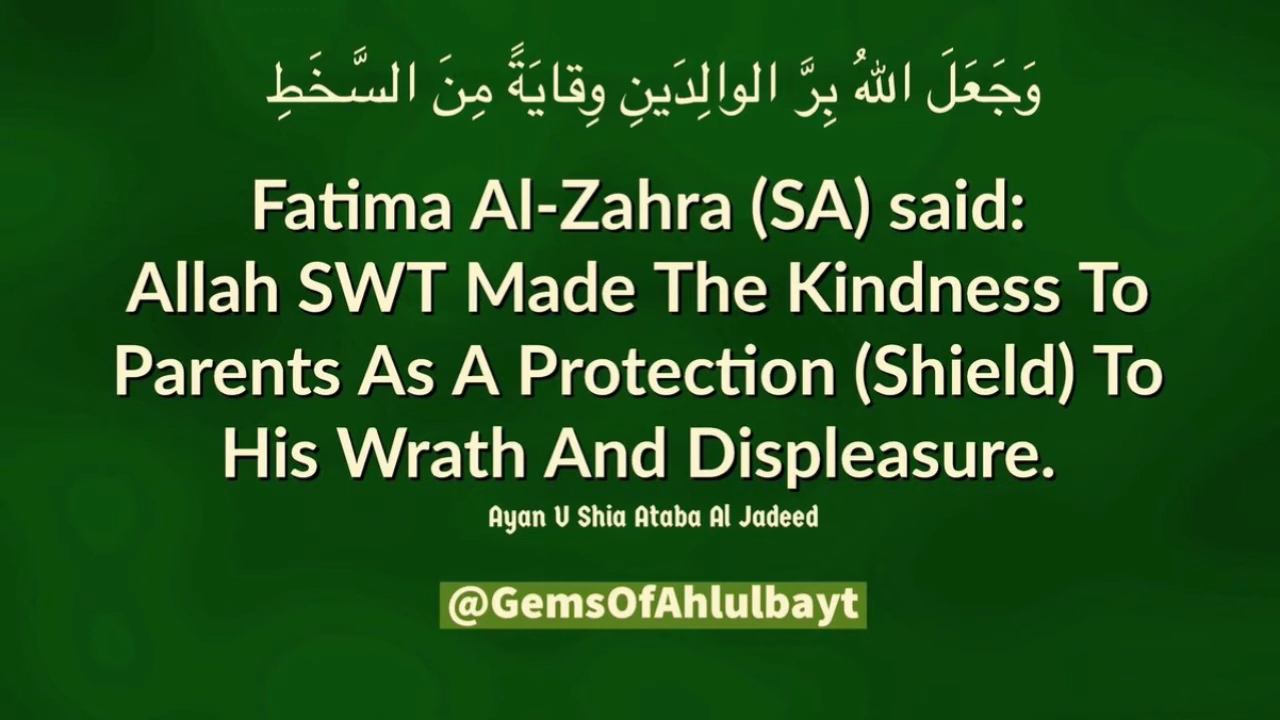 وَجَعَلَ اللهُ بِرَّ الوالِدَينِ وِقايَةً مِنَ السَّخَطِ
Fatima Al-Zahra (SA) said:
Allah SWT Made The Kindness To
Parents As A Protection (Shield) To
His Wrath And Displeasure.
Ayan U Shia Ataba Al Jadeed
@GemsOfAhlulbayt